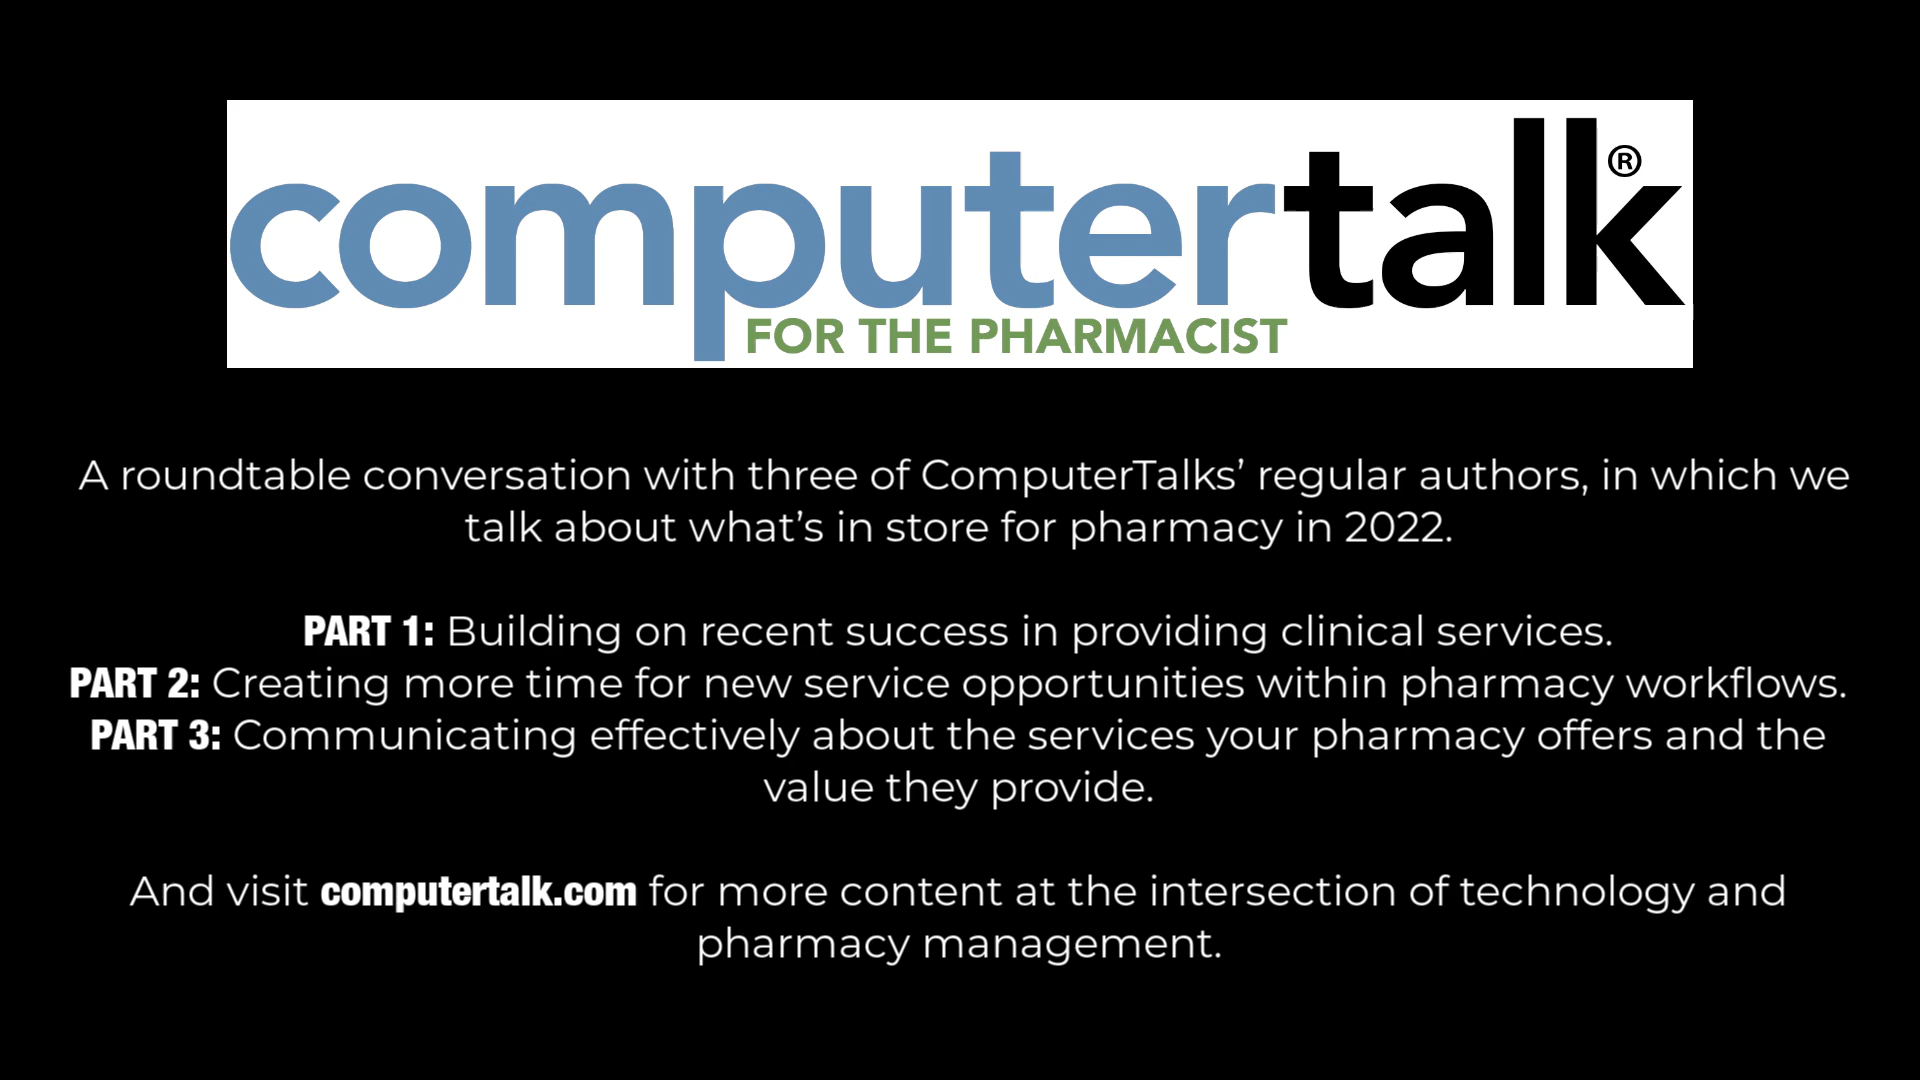 computertalk®
FOR THE PHARMACIST
A roundtable conversation with three of ComputerTalks’ regular authors, in which we
talk about what’s in store for pharmacy in 2022.
PART 1: Building on recent success in providing clinical services.
PART 2: Creating more time for new service opportunities within pharmacy workflows.
PART 3: Communicating effectively about the services your pharmacy offers and the
value they provide.
And visit computertalk.com for more content at the intersection of technology and
pharmacy management.